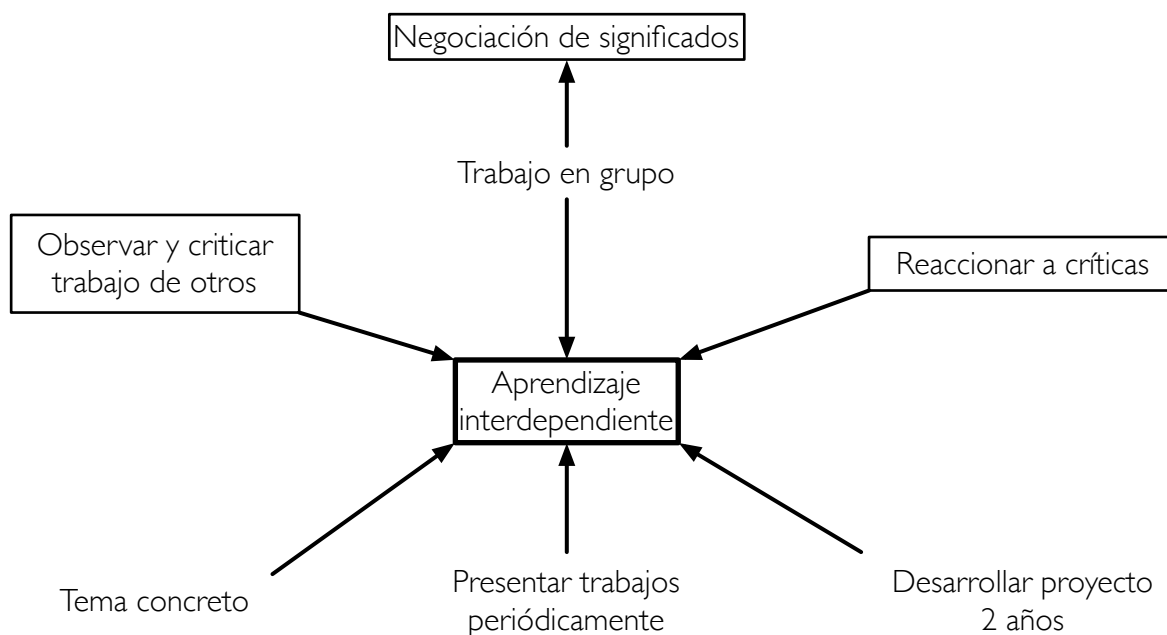 Negociación de significados
Trabajo en grupo
Observar y criticar
trabajo de otros
Reaccionar a críticas
Aprendizaje
interdependiente
Tema concreto
Presentar trabajos
periódicamente
Desarrollar proyecto
2 años